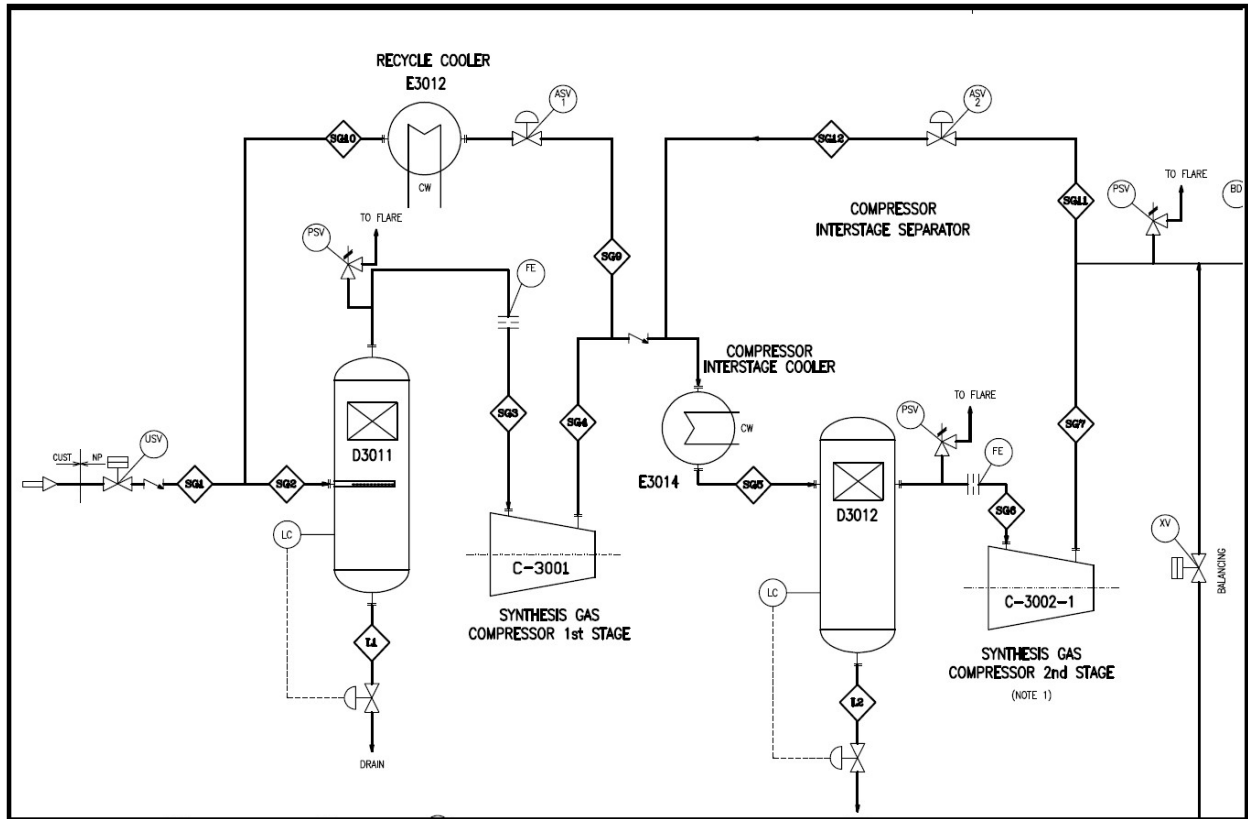 RECYCLE COOLER
E3012
ASV
1
ASV
2
SG10
SG12
CW
TO FLARE
PSV
FE
SG9
COMPRESSOR
INTERSTAGE SEPARATOR
SG11
PSV
TO FLARE
BD
COMPRESSOR
INTERSTAGE COOLER
CUST
NP
USV
SG1
SG2
D3011
SG3
SG4
CW
E3014
SG5
PSV
TO FLARE
FE
D3012
SG6
SG7
LC
C-3001
SYNTHESIS GAS
COMPRESSOR 1st STAGE
L1
DRAIN
LC
L2
C-3002-1
SYNTHESIS GAS
COMPRESSOR 2nd STAGE
(NOTE 1)
XV
BALANCING